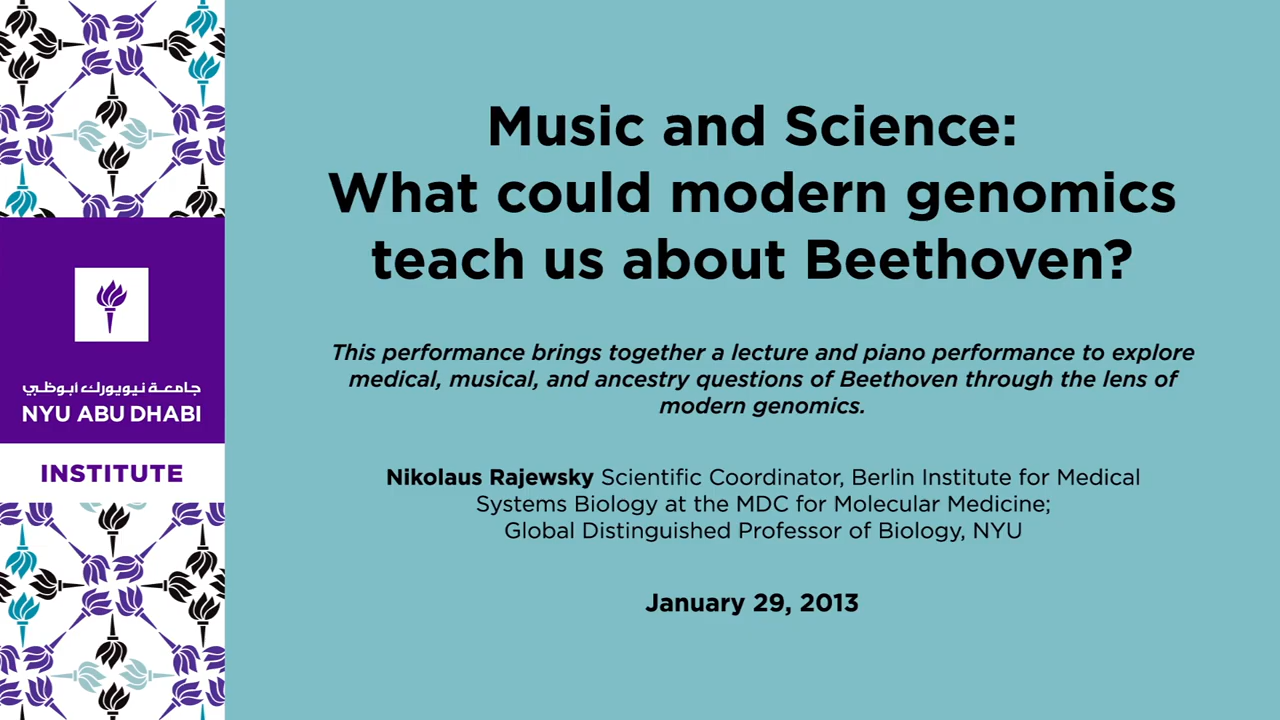 Music and Science:
What could modern genomics
teach us about Beethoven?
This performance brings together a lecture and piano performance to explore
medical, musical, and ancestry questions of Beethoven through the lens of
modern genomics.
Nikolaus Rajewsky Scientific Coordinator, Berlin Institute for Medical
Systems Biology at the MDC for Molecular Medicine;
Global Distinguished Professor of Biology, NYU
January 29, 2013
جامعة نيويورك أبوظبي
NYU ABU DHABI
INSTITUTE